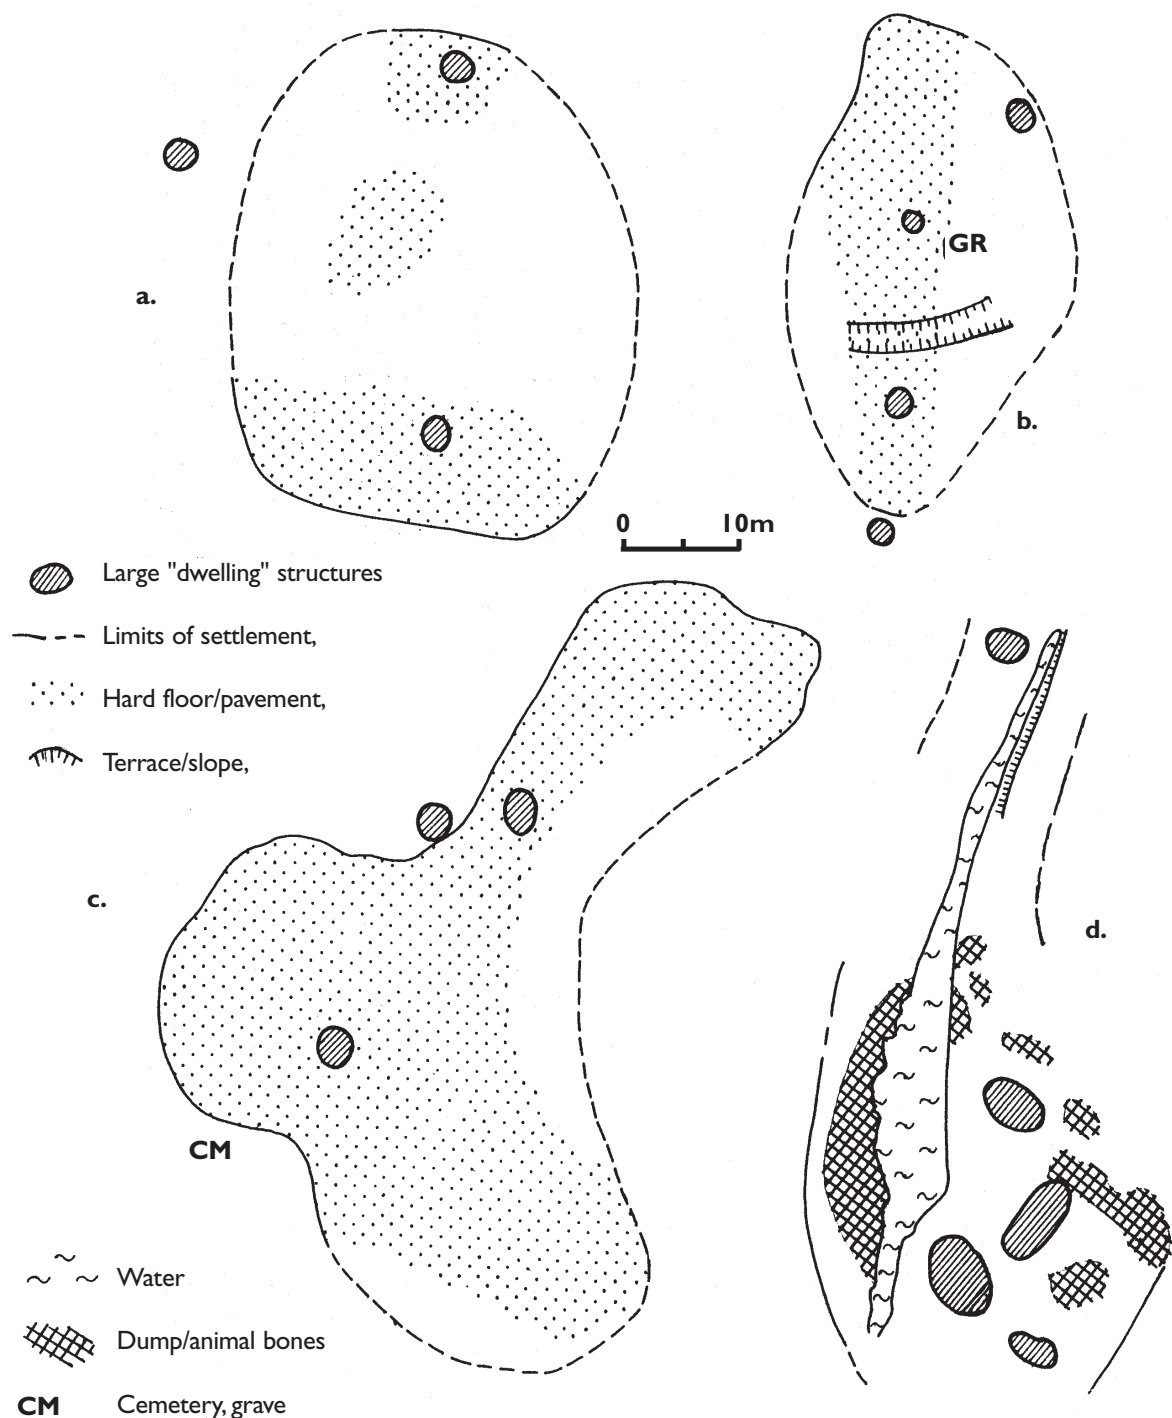 GR
a.
b.
0 10m
Large "dwelling" structures
Limits of settlement,
Hard floor/pavement,
Terrace/slope,
c.
d.
CM
Water
Dump/animal bones
CM Cemetery, grave